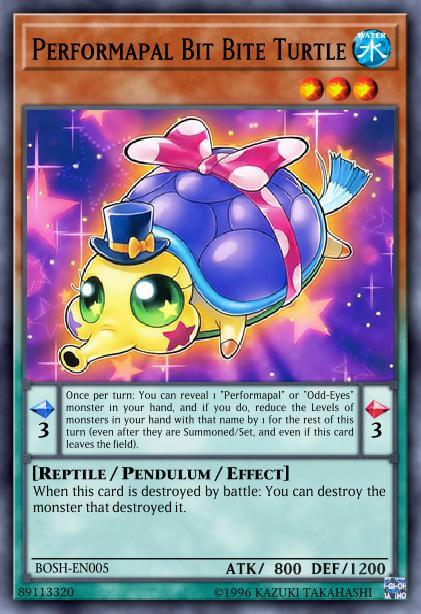 PERFORMAPAL BIT BITE TURTLE
WATER
水
Once per turn: You can reveal 1 "Performapal" or "Odd-Eyes"
monster in your hand, and if you do, reduce the Levels of
monsters in your hand with that name by 1 for the rest of this
turn (even after they are Summoned/Set, and even if this card
leaves the field).
3
3
[REPTILE / PENDULUM / EFFECT]
When this card is destroyed by battle: You can destroy the
monster that destroyed it.
BOSH-EN005
ATK/ 800 DEF/1200
89113320
©1996 KAZUKI TAKAHASHI